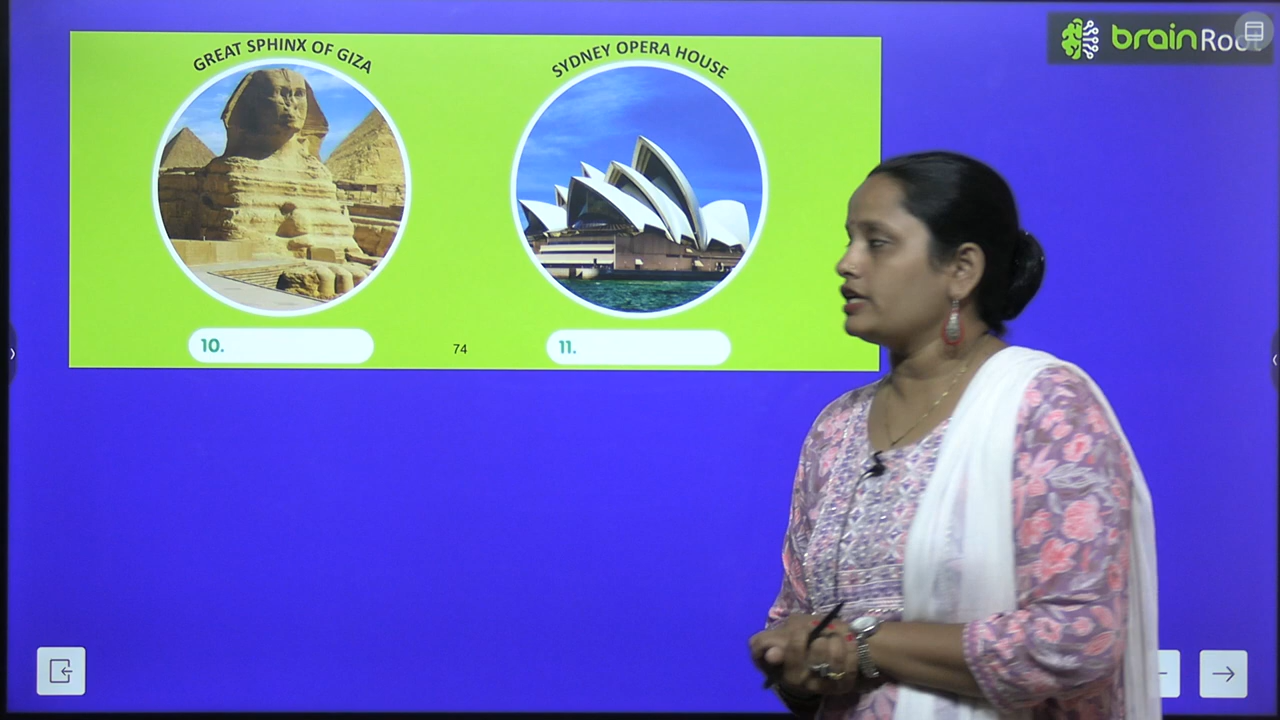 GREAT SPHINX OF GIZA
SYDNEY OPERA HOUSE
10.
74
11.
brainRoot